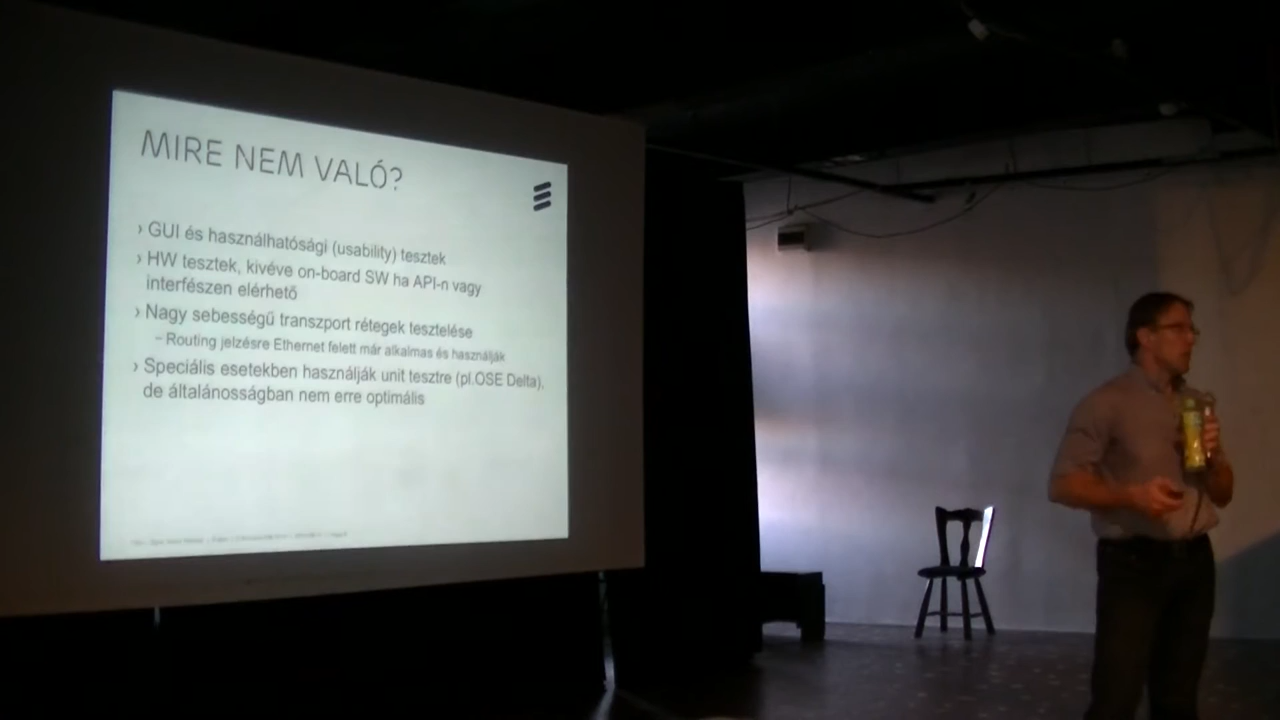 MIRE NEM VALÓ?
› GUI és használhatósági (usability) tesztek
› HW tesztek, kivéve on-board SW ha API-n vagy
interfészen elérhető
› Nagy sebességű transzport rétegek tesztelése
– Routing jelzésre Ethernet felett már alkalmas és használják
› Speciális esetekben használják unit tesztre (pl.OSE Delta),
de általánosságban nem erre optimális